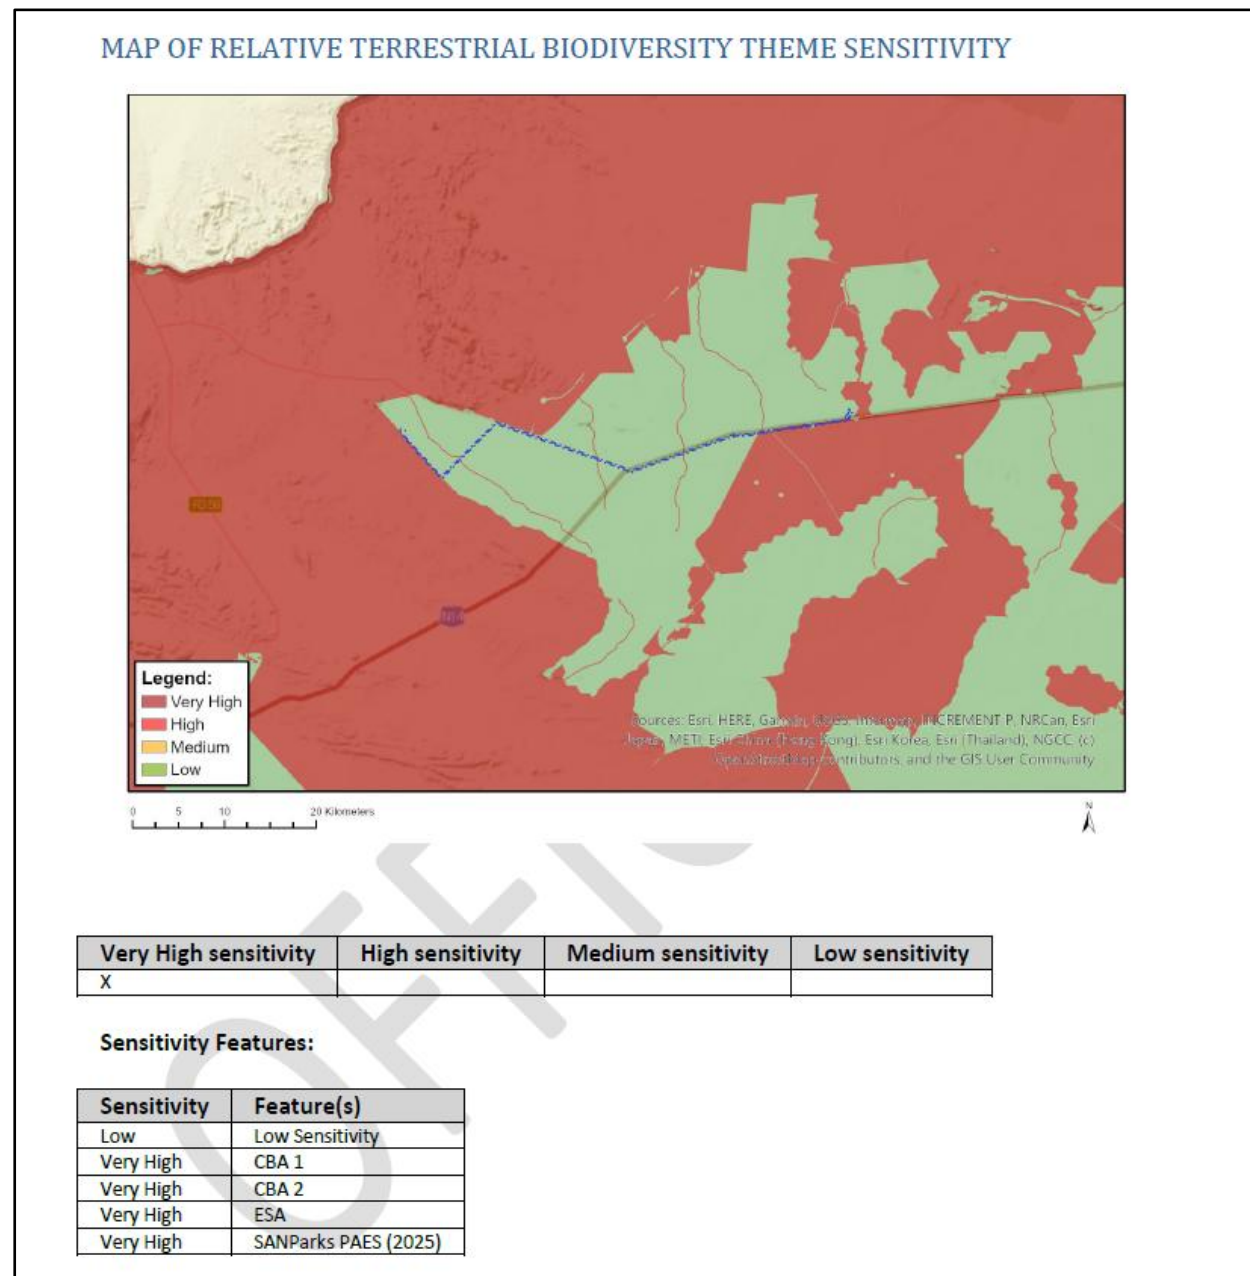 MAP OF RELATIVE TERRESTRIAL BIODIVERSITY THEME SENSITIVITY
Legend:
Very High
High
Medium
Low
Sources: Esri, HERE, Garmin, USGS, Intermap, INCREMENT P, NRCan, Esri
Japan, METI, Esri China (Hong Kong), Esri Korea, Esri (Thailand), NGCC, (c)
OpenStreetMap contributors, and the GIS User Community
0 5 10 20 Kilometers
N
Very High sensitivity High sensitivity Medium sensitivity Low sensitivity
X
Sensitivity Features:
Sensitivity Feature(s)
Low Low Sensitivity
Very High CBA 1
Very High CBA 2
Very High ESA
Very High SANParks PAES (2025)
OFFIC